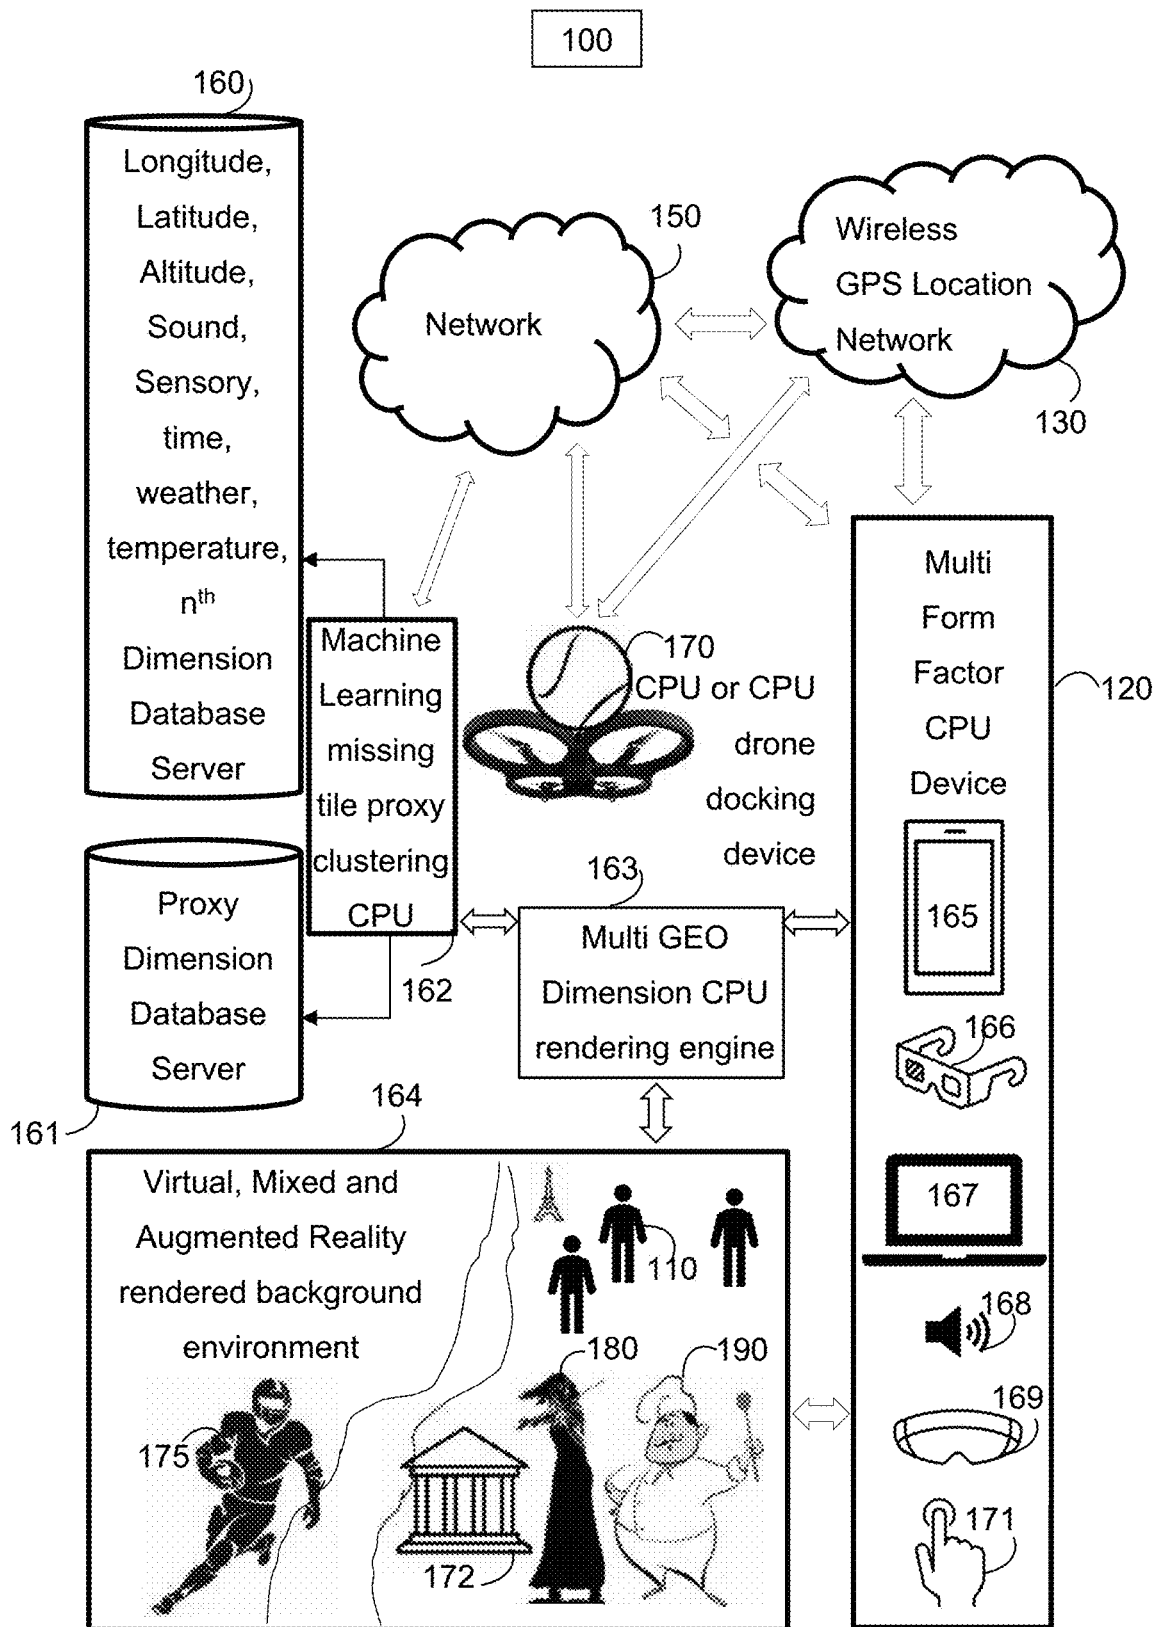 100
160
Longitude,
Latitude,
Altitude,
Sound,
Sensory,
time,
weather,
temperature,
nth
Dimension
Database
Server
150
Network
Wireless
GPS Location
Network
130
Machine
Learning
missing
tile proxy
clustering
CPU
162
170
CPU or CPU
drone
docking
device
Multi
Form
Factor
CPU
Device
120
165
166
167
168
169
171
Proxy
Dimension
Database
Server
161
163
Multi GEO
Dimension CPU
rendering engine
164
Virtual, Mixed and
Augmented Reality
rendered background
environment
110
180
190
175
172